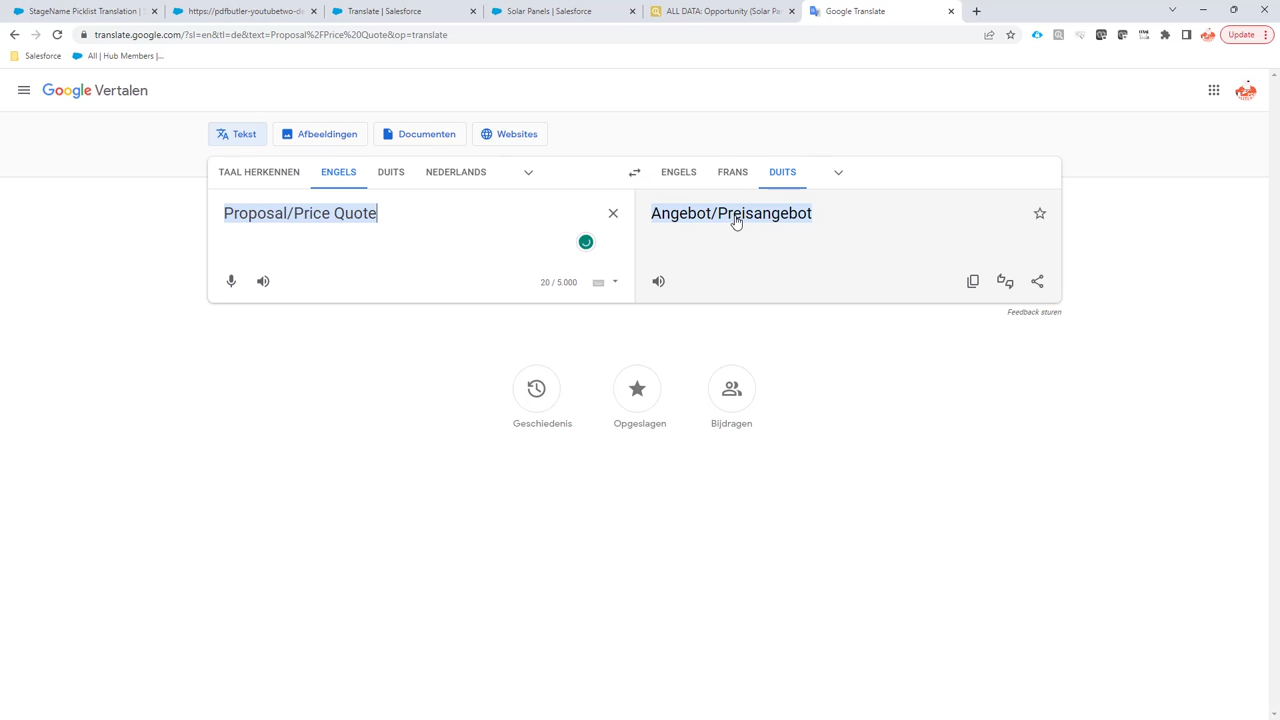 StageName Picklist Translation |
https://pdfbutler-youtubetwo-de
Translate | Salesforce
Solar Panels | Salesforce
ALL DATA: Opportunity (Solar Pa
Google Translate
translate.google.com/?sl=en&tl=de&text=Proposal%2FPrice%20Quote&op=translate
Update
Salesforce
All | Hub Members |...
Google Vertalen
Tekst
Afbeeldingen
Documenten
Websites
TAAL HERKENNEN
ENGELS
DUITS
NEDERLANDS
ENGELS
FRANS
DUITS
Proposal/Price Quote
Angebot/Preisangebot
20 / 5.000
Feedback sturen
Geschiedenis
Opgeslagen
Bijdragen